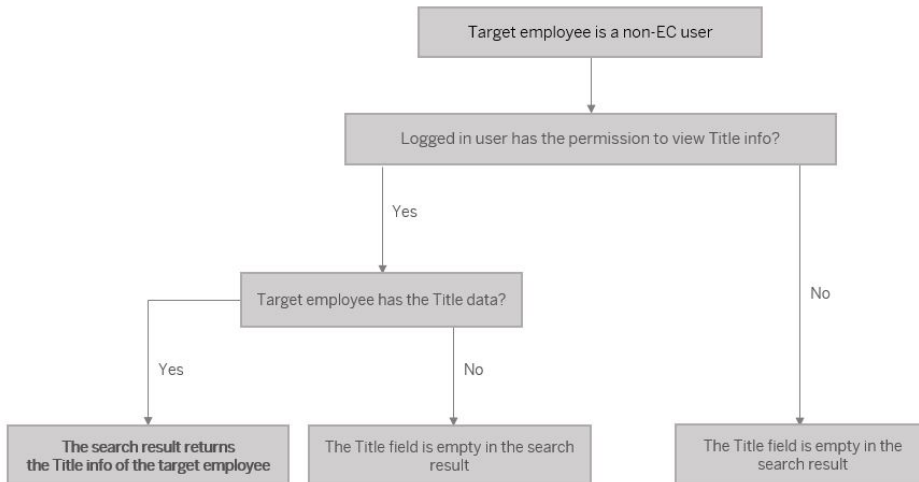 Target employee is a non-EC user
Logged in user has the permission to view Title info?
Yes
No
Target employee has the Title data?
Yes
No
The search result returns
the Title info of the target employee
The Title field is empty in the search
result
The Title field is empty in the
search result